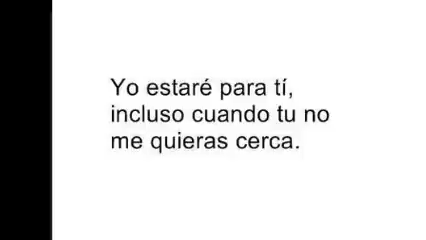 Yo estaré para tí,
incluso cuando tu no
me quieras cerca.